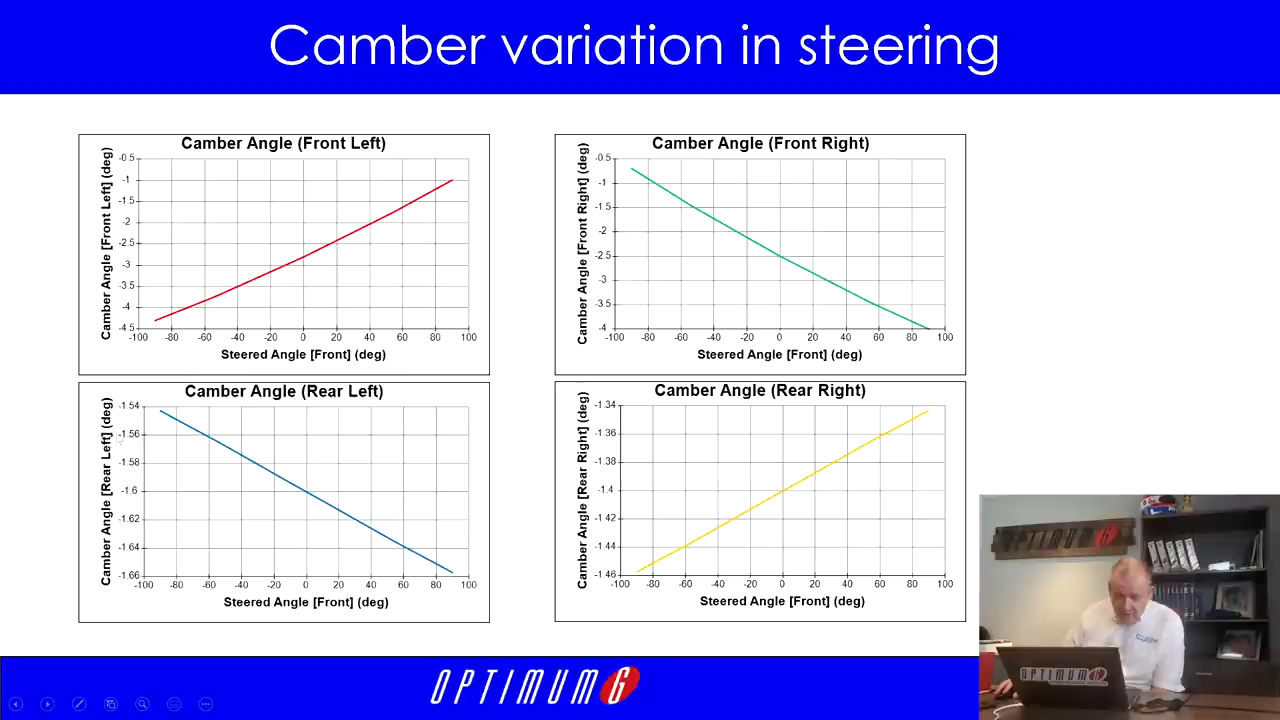 Camber variation in steering
Camber Angle (Front Left)
Camber Angle [Front Left] (deg)
-0.5
-1
-1.5
-2
-2.5
-3
-3.5
-4
-4.5
-100 -80 -60 -40 -20 0 20 40 60 80 100
Steered Angle [Front] (deg)
Camber Angle (Front Right)
Camber Angle [Front Right] (deg)
-0.5
-1
-1.5
-2
-2.5
-3
-3.5
-4
-100 -80 -60 -40 -20 0 20 40 60 80 100
Steered Angle [Front] (deg)
Camber Angle (Rear Left)
Camber Angle [Rear Left] (deg)
-1.54
-1.56
-1.58
-1.6
-1.62
-1.64
-1.66
-100 -80 -60 -40 -20 0 20 40 60 80 100
Steered Angle [Front] (deg)
Camber Angle (Rear Right)
Camber Angle [Rear Right] (deg)
-1.34
-1.36
-1.38
-1.4
-1.42
-1.44
-1.46
-100 -80 -60 -40 -20 0 20 40 60 80 100
Steered Angle [Front] (deg)
OPTIMUM G
OPTIMUM G
OPTIMUM G